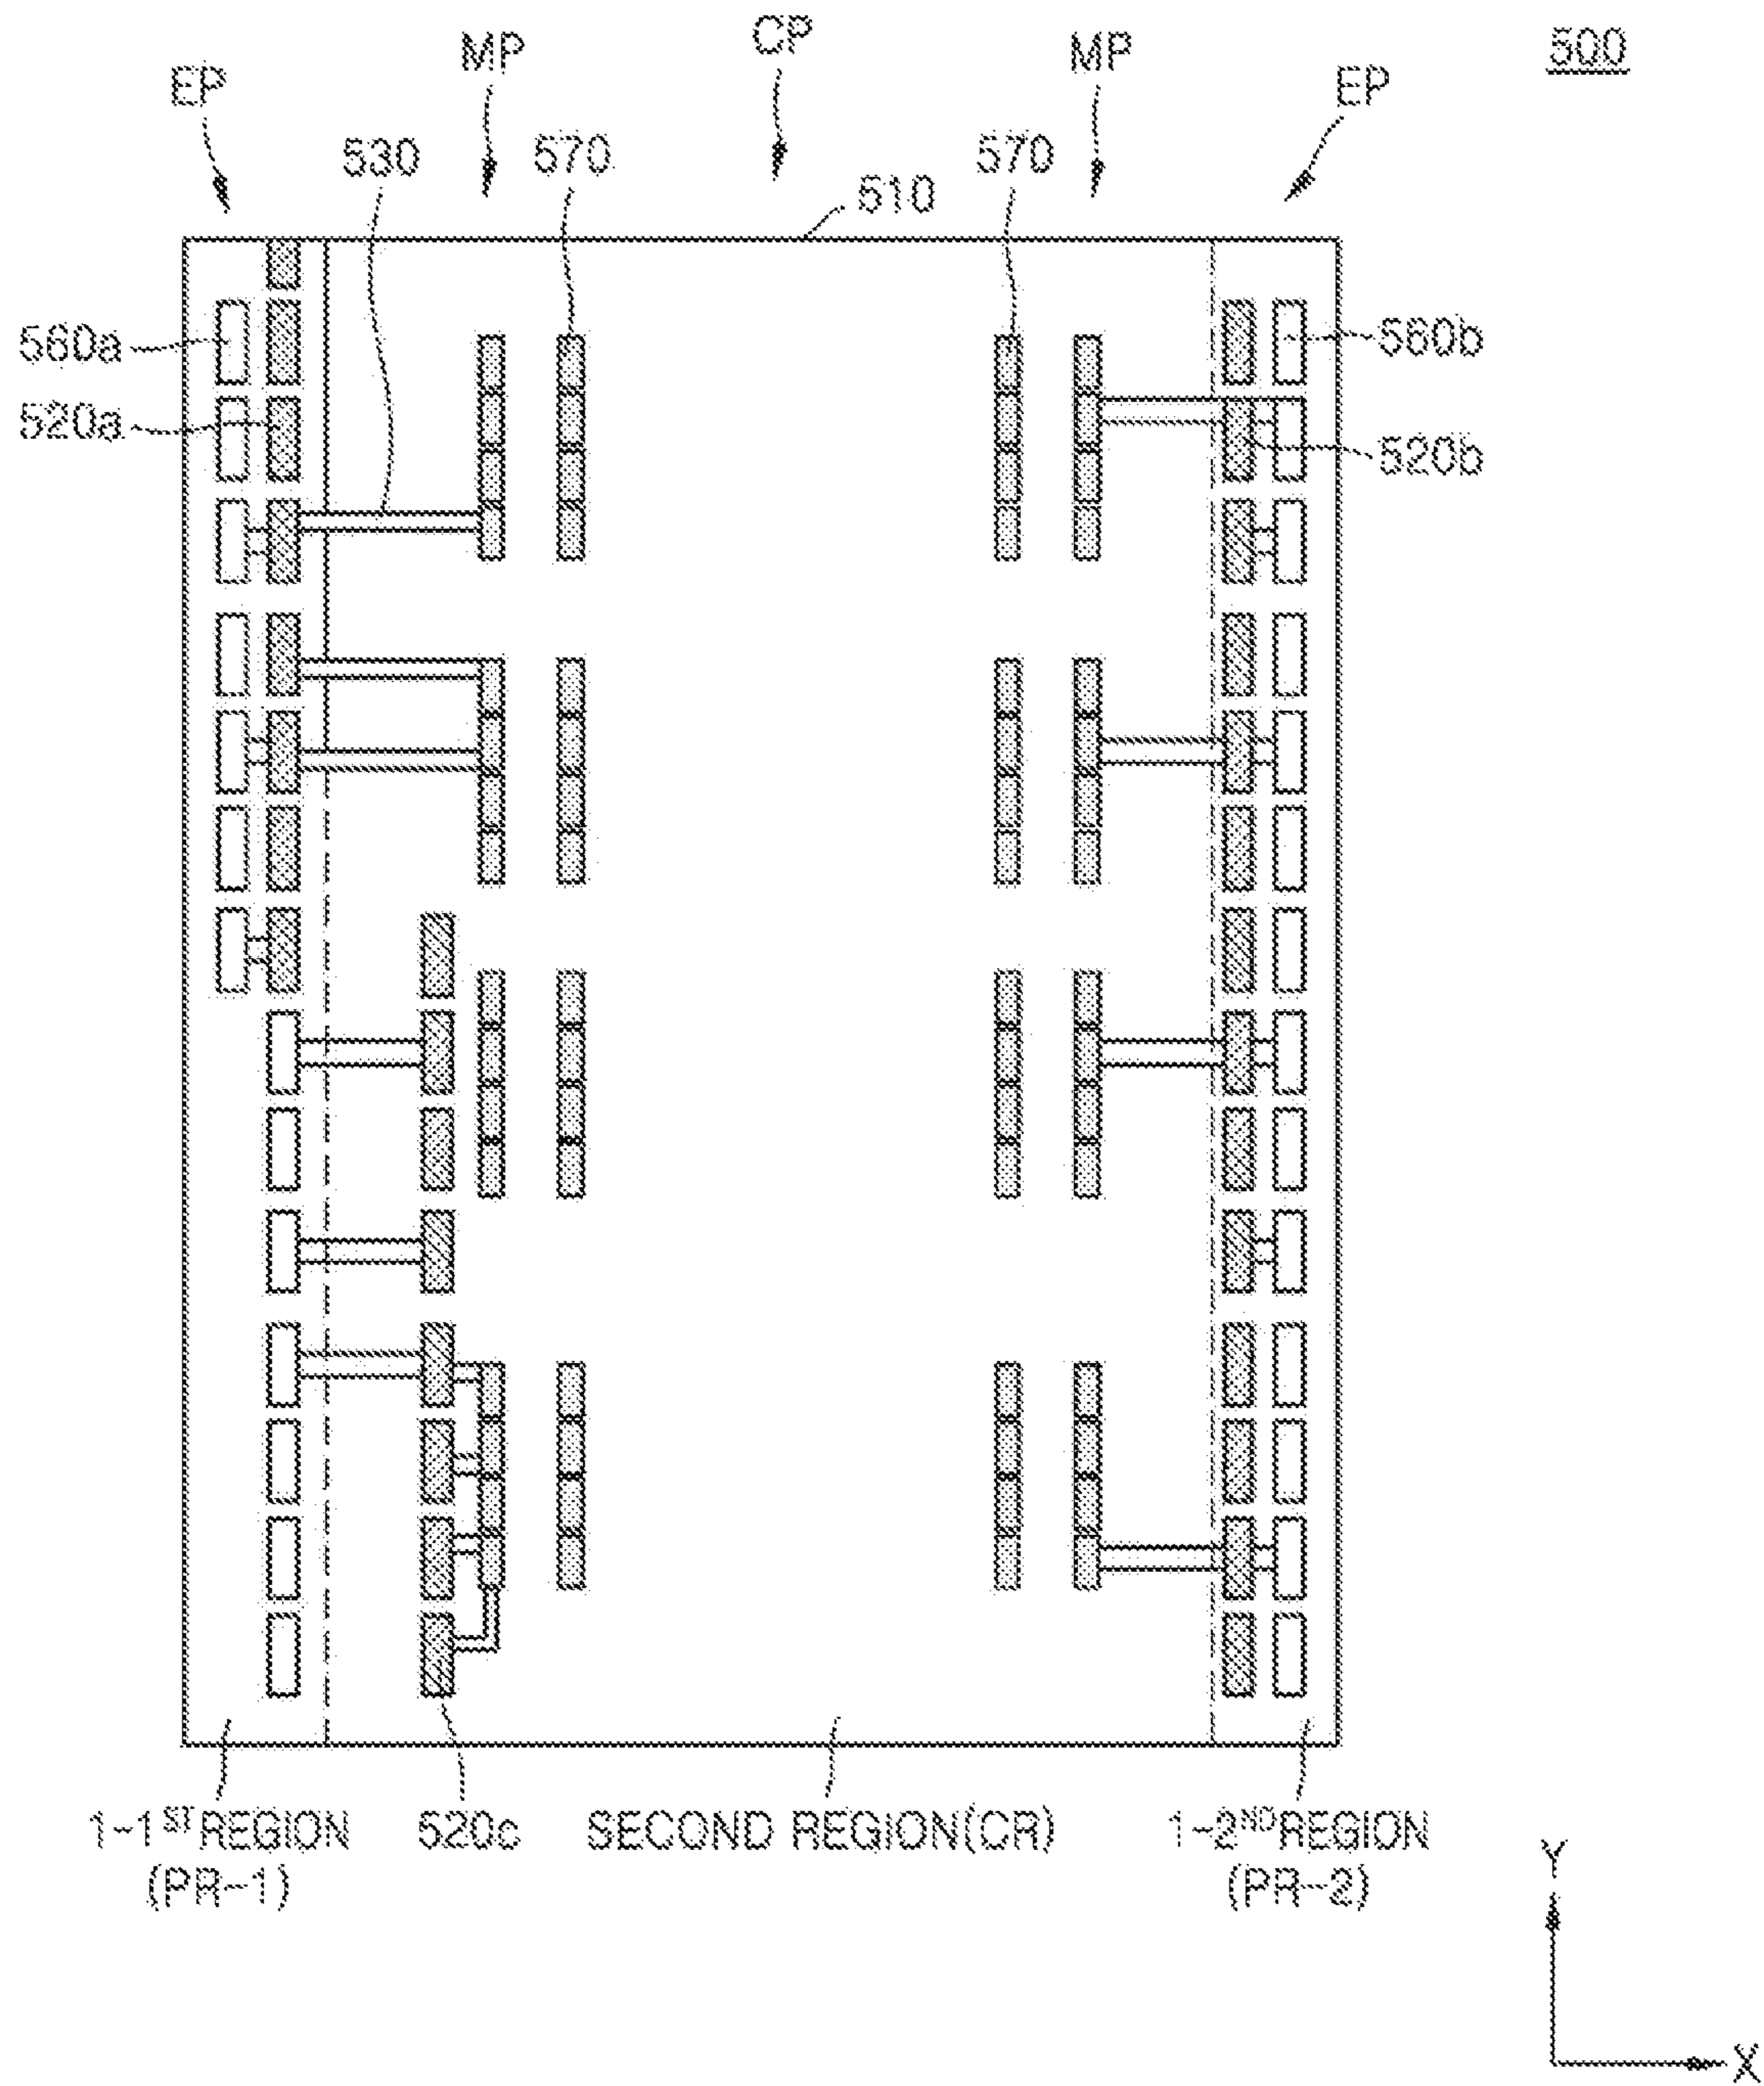 500
CP
MP
MP
EP
EP
530
570
570
510
560a
560b
520a
520b
1-1ST REGION
(PR-1)
520c
SECOND REGION(CR)
1-2ND REGION
(PR-2)
Y
X